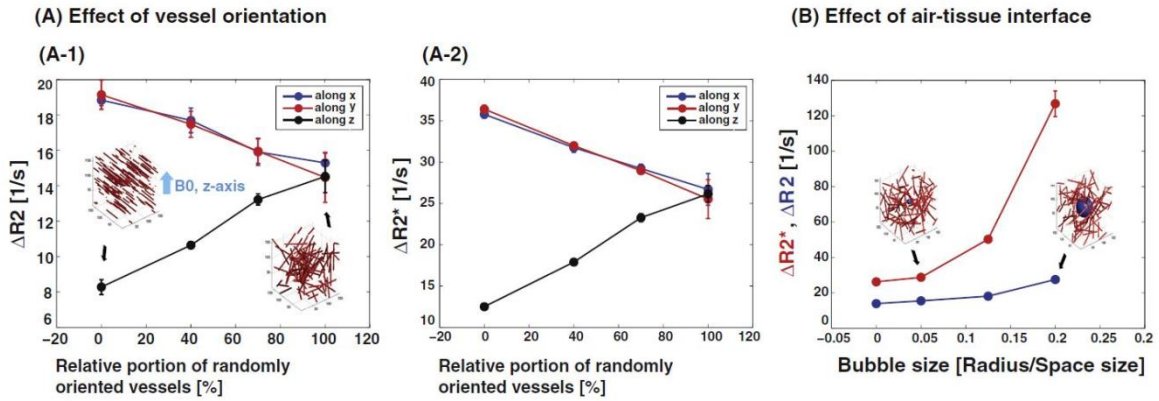 (A) Effect of vessel orientation
(A-1)
20
18
16
14
12
10
8
6
ΔR2 [1/s]
along x
along y
along z
B0, z-axis
−20 0 20 40 60 80 100 120
Relative portion of randomly
oriented vessels [%]
(A-2)
40
35
30
25
20
15
10
ΔR2* [1/s]
along x
along y
along z
−20 0 20 40 60 80 100 120
Relative portion of randomly
oriented vessels [%]
(B) Effect of air-tissue interface
140
120
100
80
60
40
20
0
ΔR2*, ΔR2 [1/s]
−0.05 0 0.05 0.1 0.15 0.2 0.25 0.2
Bubble size [Radius/Space size]